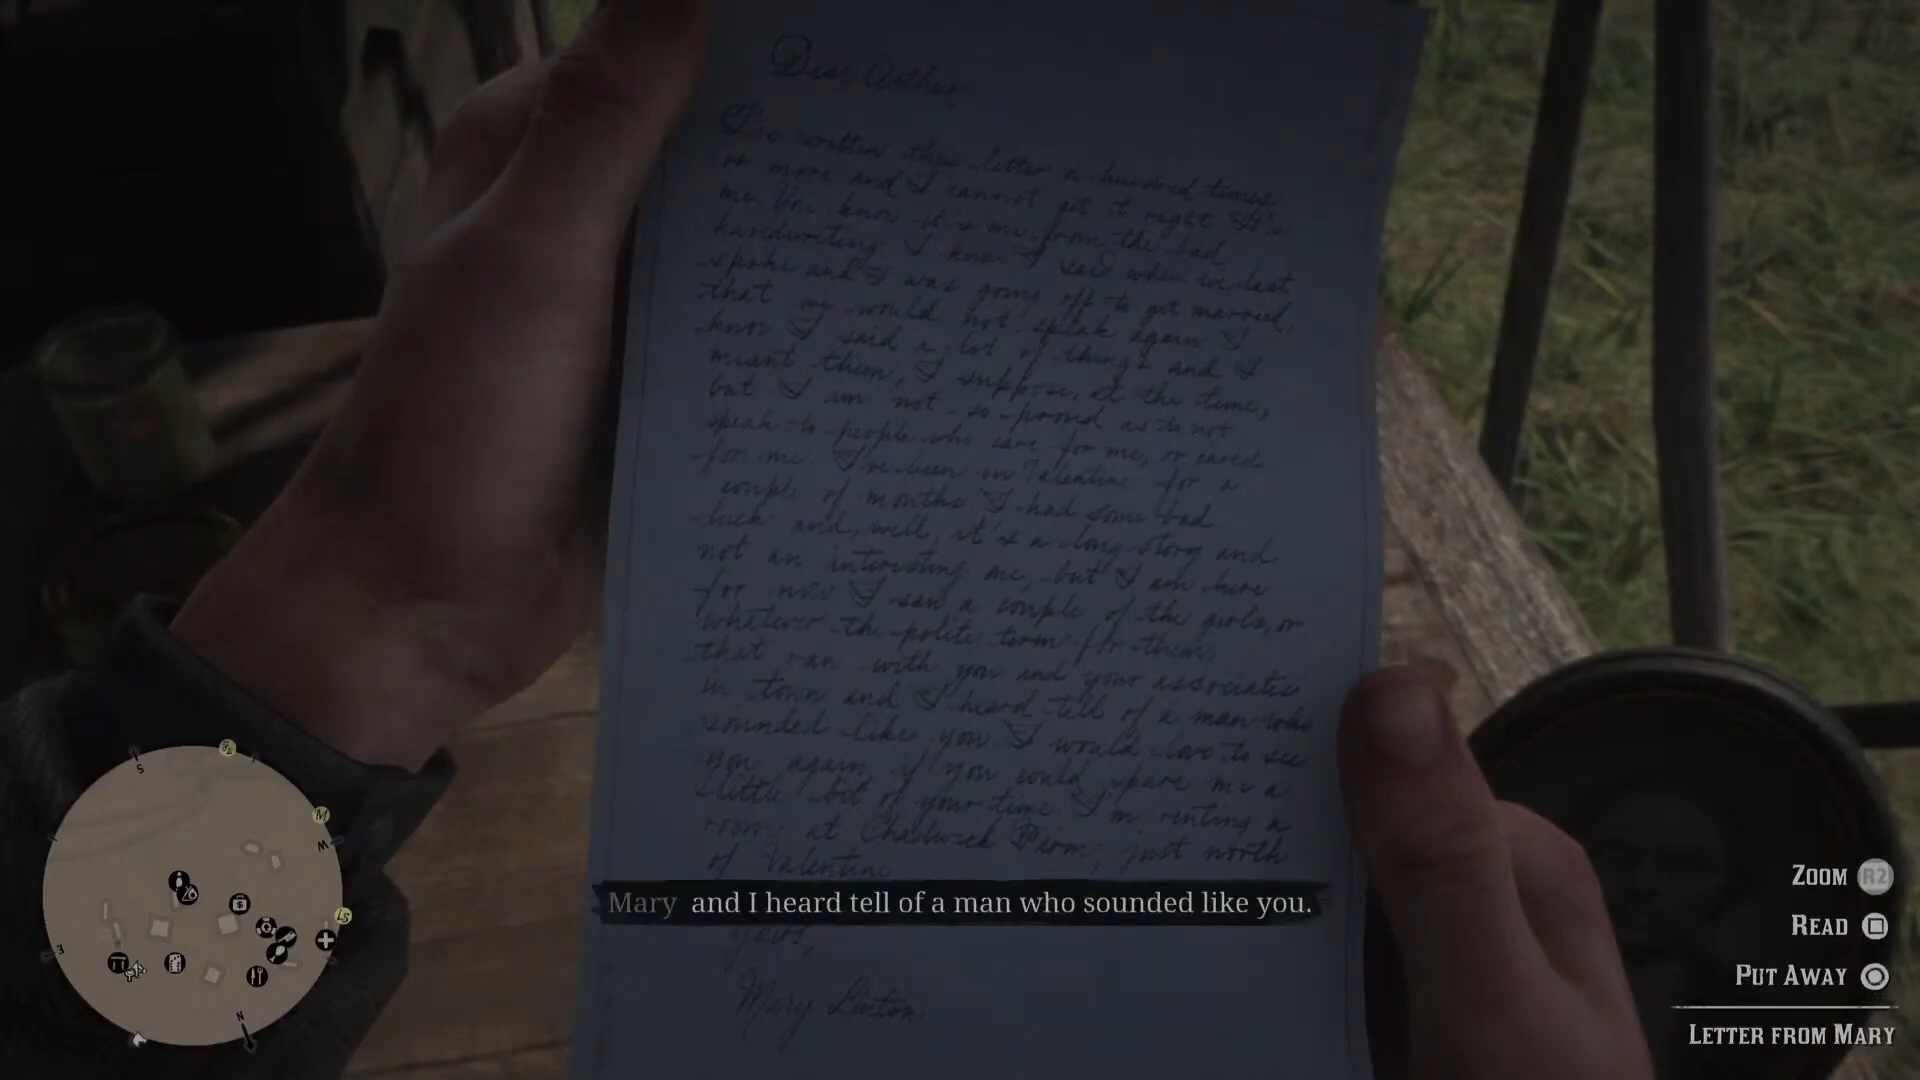 Dear Arthur,
I've written this letter a hundred times
or more and I cannot get it right. It's
me. You know it's me from the bad
handwriting. I know I said when we last
spoke and I was going off to get married,
that we would not speak again. I
know I said a lot of things and I
meant them, I suppose, at the time,
but I am not so proud as to not
speak to people who care for me, or cared
for me. I've been in Valentine for a
couple of months. I had some bad
luck and, well, it's a long story and
not an interesting me, but I am here
for now. I saw a couple of the girls, or
whatever the polite term for them,
that ran with you and your associates
in town and I heard tell of a man who
sounded like you. I would love to see
you again, if you could spare me a
little bit of your time. I'm renting a
room at Chadwick Farm, just north
of Valentine
Mary and I heard tell of a man who sounded like you.
Yours,
Mary Linton
S
W
E
N
M
LS
ZOOM R2
READ
PUT AWAY
LETTER FROM MARY